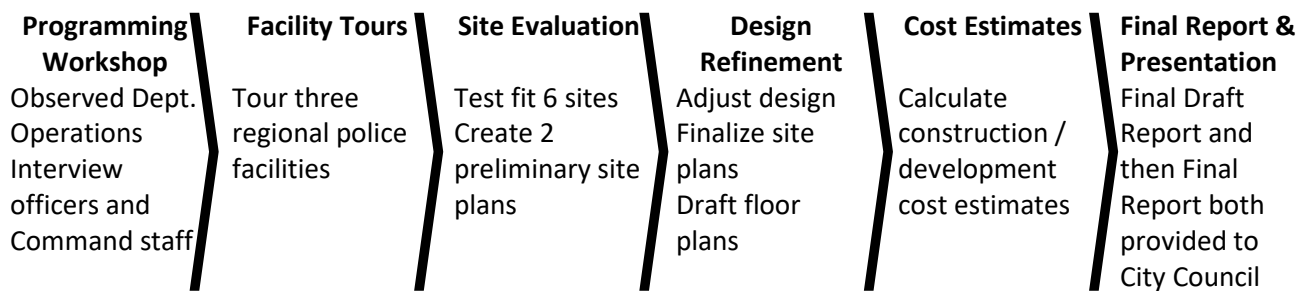 Programming
Workshop
Observed Dept.
Operations
Interview
officers and
Command staff
Facility Tours
Tour three
regional police
facilities
Site Evaluation
Test fit 6 sites
Create 2
preliminary site
plans
Design
Refinement
Adjust design
Finalize site
plans
Draft floor
plans
Cost Estimates
Calculate
construction /
development
cost estimates
Final Report &
Presentation
Final Draft
Report and
then Final
Report both
provided to
City Council